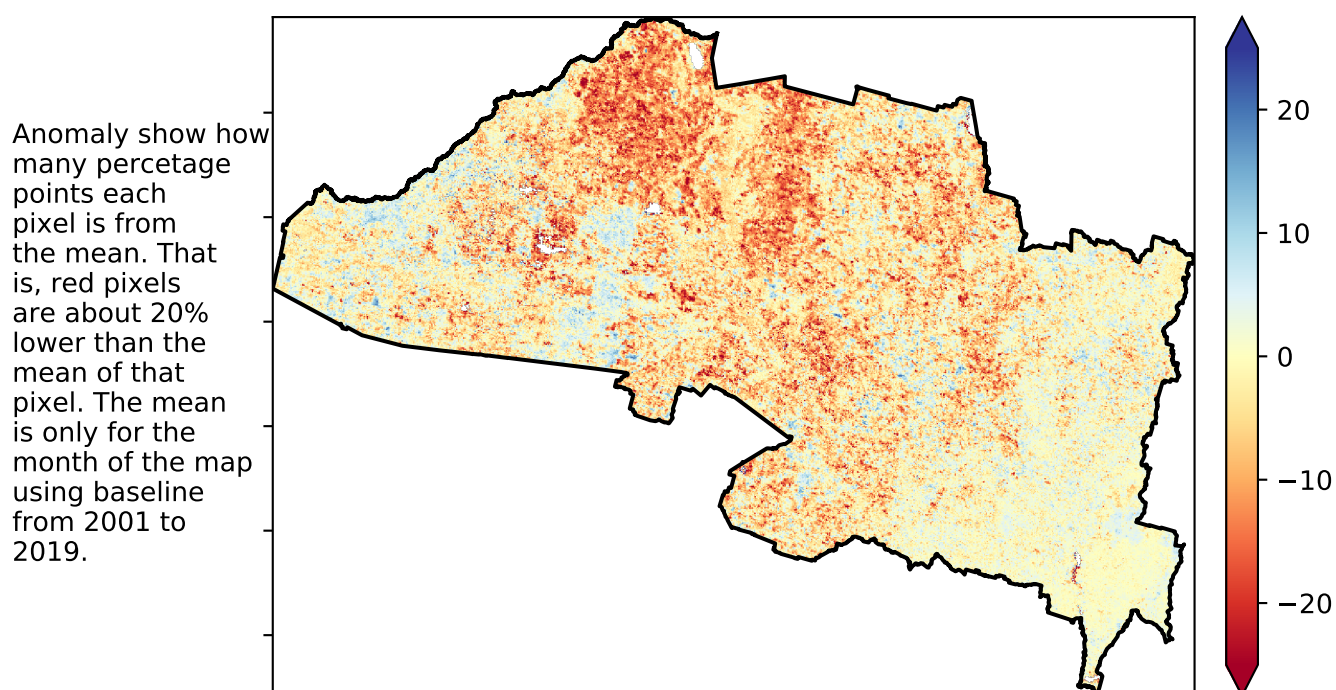 Anomaly show how
many percetage
points each
pixel is from
the mean. That
is, red pixels
are about 20%
lower than the
mean of that
pixel. The mean
is only for the
month of the map
using baseline
from 2001 to
2019.
20
10
0
−10
−20